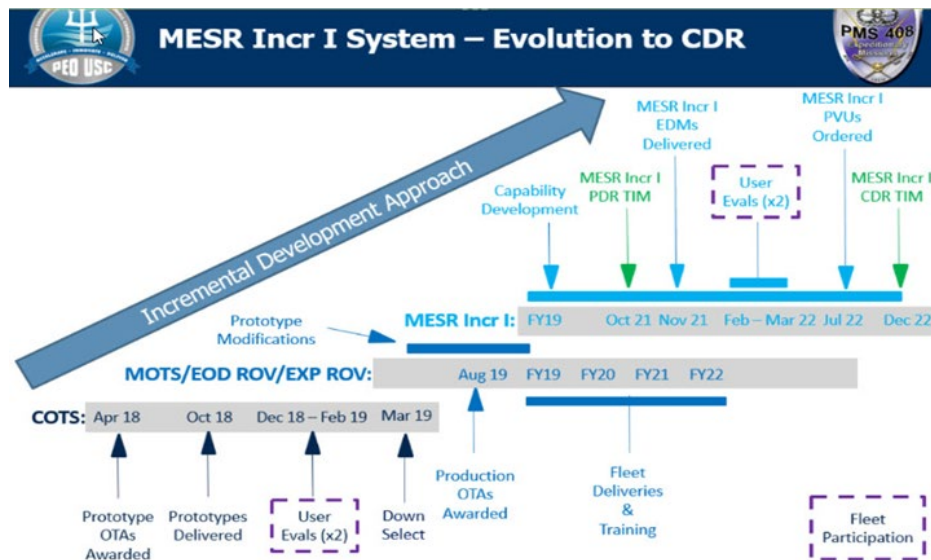 MESR Incr I System – Evolution to CDR
PEO USC
PMS 408
Expeditionary
Missions
Incremental Development Approach
MESR Incr I
EDMs
Delivered
MESR Incr I
PVUs
Ordered
Capability
Development
MESR Incr I
PDR TIM
User
Evals (x2)
MESR Incr I
CDR TIM
Prototype
Modifications
MESR Incr I: FY19 Oct 21 Nov 21 Feb – Mar 22 Jul 22 Dec 22
MOTS/EOD ROV/EXP ROV: Aug 19 FY19 FY20 FY21 FY22
COTS: Apr 18 Oct 18 Dec 18 – Feb 19 Mar 19
Prototype
OTAs
Awarded
Prototypes
Delivered
User
Evals (x2)
Down
Select
Production
OTAs
Awarded
Fleet
Deliveries
&
Training
Fleet
Participation